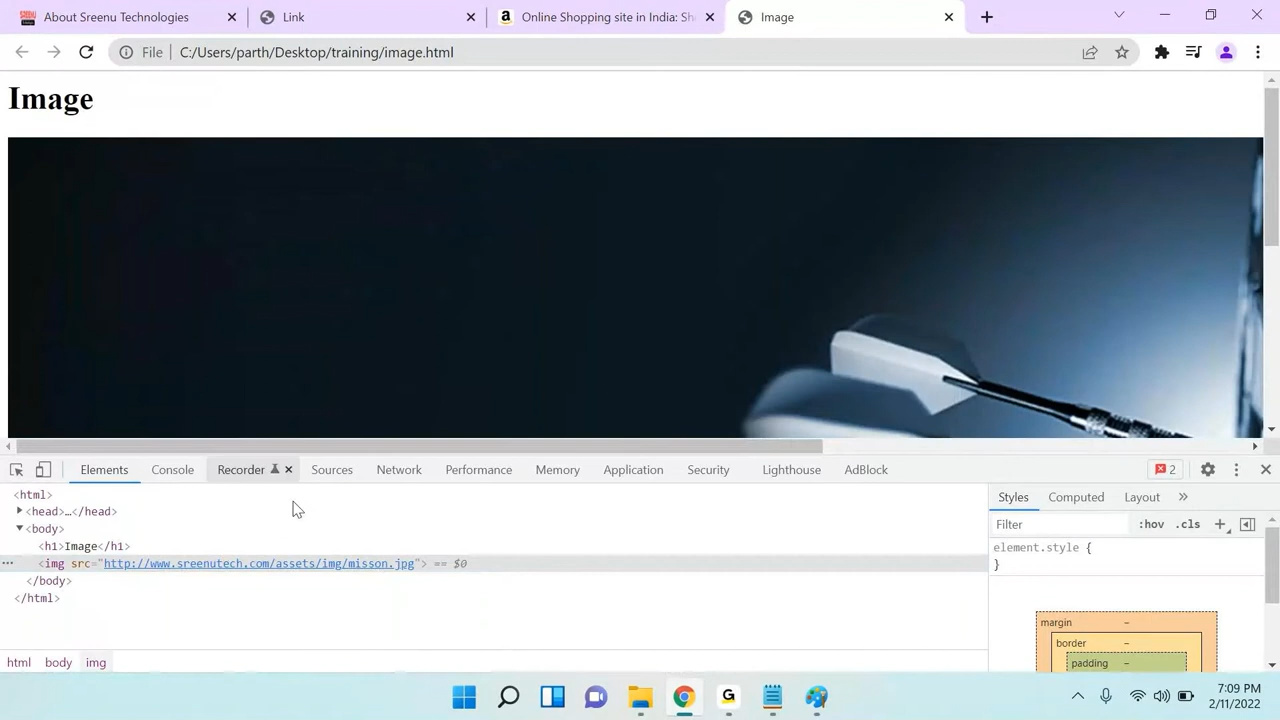 About Sreenu Technologies
Link
Online Shopping site in India: Sh
Image
File
C:/Users/parth/Desktop/training/image.html
Image
Elements
Console
Recorder
Sources
Network
Performance
Memory
Application
Security
Lighthouse
AdBlock
2
<html>
<head>…</head>
<body>
<h1>Image</h1>
<img src="http://www.sreenutech.com/assets/img/misson.jpg"> == $0
</body>
</html>
html body img
Styles
Computed
Layout
Filter
:hov .cls
element.style {
}
margin –
border –
padding –
7:09 PM
2/11/2022